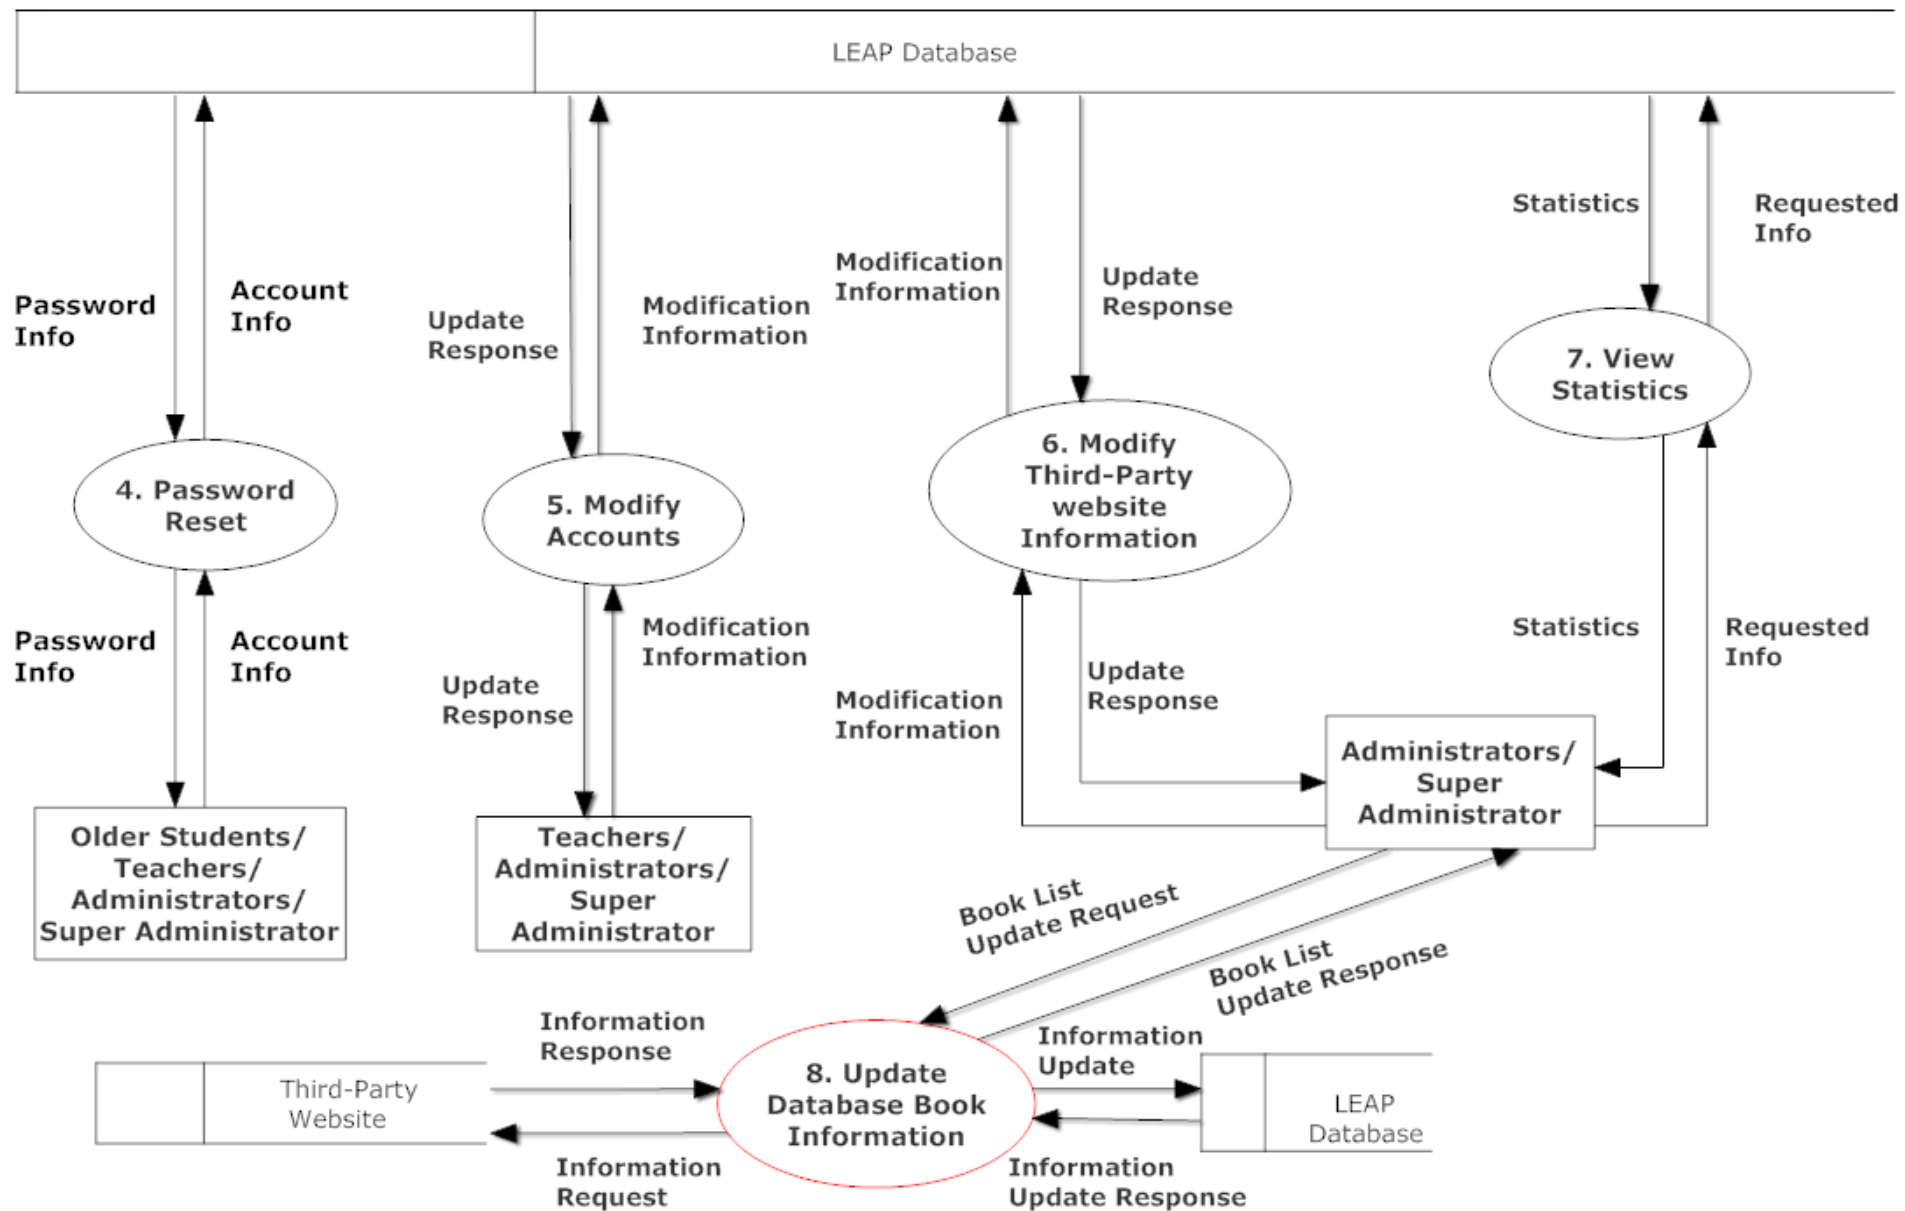 LEAP Database
Statistics
Requested
Info
Modification
Information
Update
Response
Password
Info
Account
Info
Update
Response
Modification
Information
7. View
Statistics
6. Modify
Third-Party
website
Information
4. Password
Reset
5. Modify
Accounts
Password
Info
Account
Info
Update
Response
Modification
Information
Modification
Information
Update
Response
Statistics
Requested
Info
Administrators/
Super
Administrator
Older Students/
Teachers/
Administrators/
Super Administrator
Teachers/
Administrators/
Super
Administrator
Book List
Update Request
Book List
Update Response
Information
Response
Information
Update
Third-Party
Website
8. Update
Database Book
Information
LEAP
Database
Information
Request
Information
Update Response